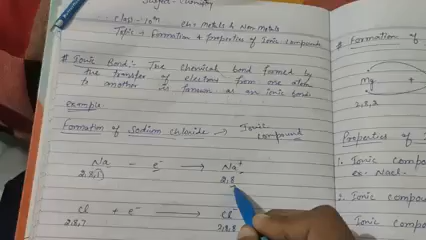 Subject - Chemistry
Class - 10th Ch:- Metals & Non Metals
Topic - Formation & Properties of Ionic Compound
# Ionic Bond:- The Chemical bond formed by
the transfer of electrons from one atom
to another is known as an ionic bond.
example
Formation of Sodium Chloride → Ionic
Compound
Na - e⁻ → Na⁺
2,8,1 2,8
Cl + e⁻ → Cl⁻
2,8,7 2,8,8
# Formation of
Mg +
2,8,2
Properties of
1. Ionic Compou
ex- NaCl
2. Ionic Compo
3. Ionic